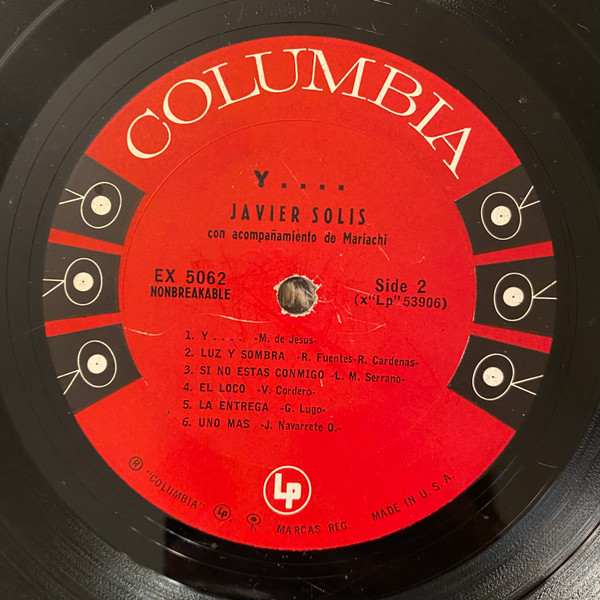 COLUMBIA
Y....
JAVIER SOLIS
con acompañamiento de Mariachi
EX 5062
NONBREAKABLE
Side 2
(x"Lp"53906)
1. Y.... -M. de Jesus-
2. LUZ Y SOMBRA -R. Fuentes-R. Cardenas-
3. SI NO ESTAS CONMIGO -L. M. Serrano-
4. EL LOCO -V. Cordero-
5. LA ENTREGA -G. Lugo-
6. UNO MAS -J. Navarrete O.-
LP
® "COLUMBIA" LP, MARCAS REG. MADE IN U.S.A.